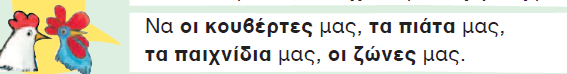 Να οι κουβέρτες μας, τα πιάτα μας,
τα παιχνίδια μας, οι ζώνες μας.